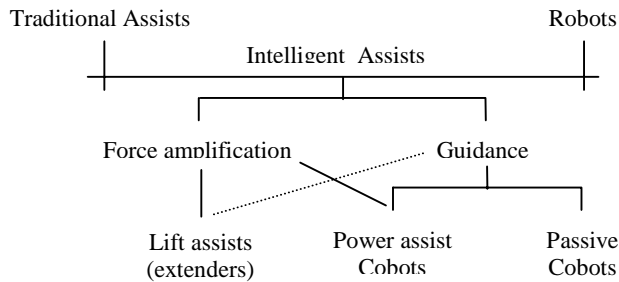 Traditional Assists
Robots
Intelligent Assists
Force amplification
Guidance
Lift assists
(extenders)
Power assist
Cobots
Passive
Cobots